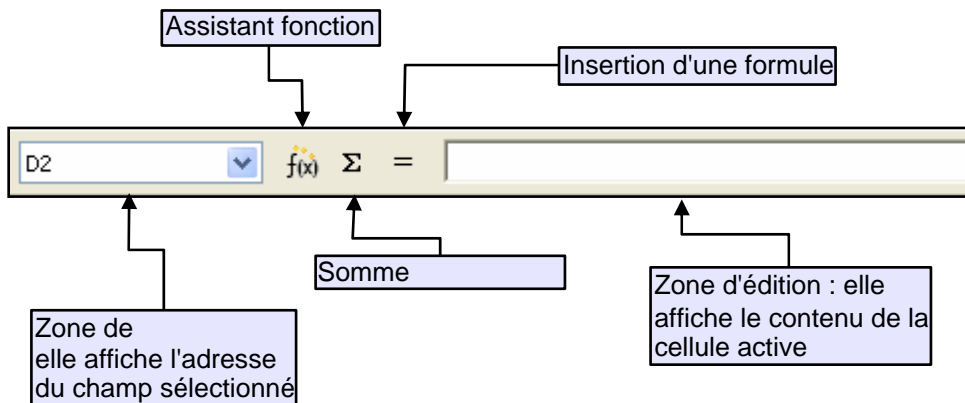 Assistant fonction
Insertion d'une formule
D2 f(x) Σ =
Somme
Zone d'édition : elle
affiche le contenu de la
cellule active
Zone de
elle affiche l'adresse
du champ sélectionné